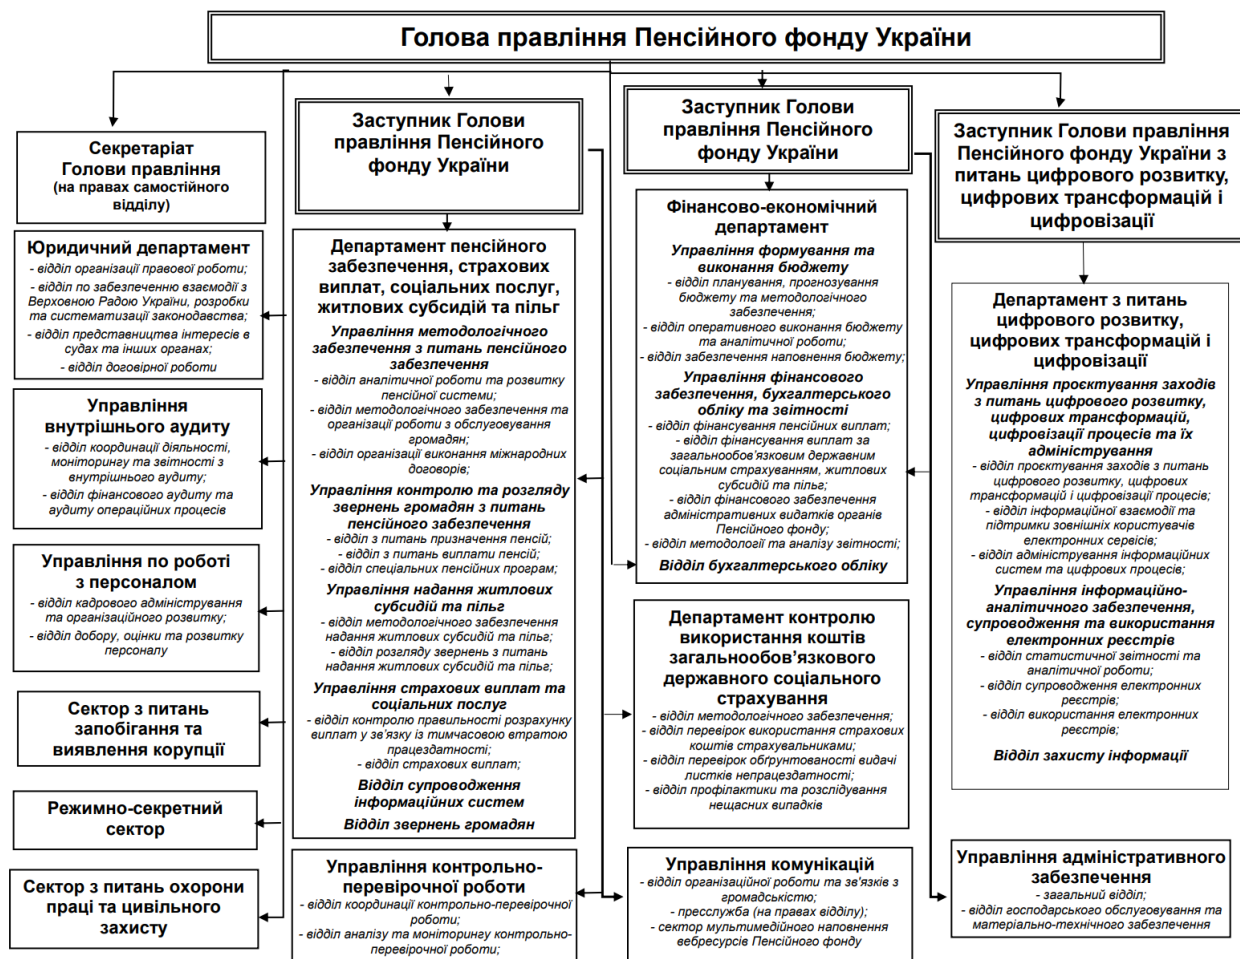 Голова правління Пенсійного фонду України
Секретаріат
Голови правління
(на правах самостійного
відділу)
Юридичний департамент
- відділ організації правової роботи;
- відділ по забезпеченню взаємодії з
Верховною Радою України, розробки
та систематизації законодавства;
- відділ представництва інтересів в
судах та інших органах;
- відділ договірної роботи
Управління
внутрішнього аудиту
- відділ координації діяльності,
моніторингу та звітності з
внутрішнього аудиту;
- відділ фінансового аудиту та
аудиту операційних процесів
Управління по роботі
з персоналом
- відділ кадрового адміністрування
та організаційного розвитку;
- відділ добору, оцінки та розвитку
персоналу
Сектор з питань
запобігання та
виявлення корупції
Режимно-секретний
сектор
Сектор з питань охорони
праці та цивільного
захисту
Заступник Голови
правління Пенсійного
фонду України
Департамент пенсійного
забезпечення, страхових
виплат, соціальних послуг,
житлових субсидій та пільг
Управління методологічного
забезпечення з питань пенсійного
забезпечення
- відділ аналітичної роботи та розвитку
пенсійної системи;
- відділ методологічного забезпечення та
організації роботи з обслуговування
громадян;
- відділ організації виконання міжнародних
договорів;
Управління контролю та розгляду
звернень громадян з питань
пенсійного забезпечення
- відділ з питань призначення пенсій;
- відділ з питань виплати пенсій;
- відділ спеціальних пенсійних програм;
Управління надання житлових
субсидій та пільг
- відділ методологічного забезпечення
надання житлових субсидій та пільг;
- відділ розгляду звернень з питань
надання житлових субсидій та пільг;
Управління страхових виплат та
соціальних послуг
- відділ контролю правильності розрахунку
виплат у зв’язку із тимчасовою втратою
працездатності;
- відділ страхових виплат;
Відділ супроводження
інформаційних систем
Відділ звернень громадян
Управління контрольно-
перевірочної роботи
- відділ координації контрольно-перевірочної
роботи;
- відділ аналізу та моніторингу контрольно-
перевірочної роботи;
Заступник Голови
правління Пенсійного
фонду України
Фінансово-економічний
департамент
Управління формування та
виконання бюджету
- відділ планування, прогнозування
бюджету та методологічного
забезпечення;
- відділ оперативного виконання бюджету
та аналітичної роботи;
- відділ забезпечення наповнення бюджету;
Управління фінансового
забезпечення, бухгалтерського
обліку та звітності
- відділ фінансування пенсійних виплат;
- відділ фінансування виплат за
загальнообов’язковим державним
соціальним страхуванням, житлових
субсидій та пільг;
- відділ фінансового забезпечення
адміністративних видатків органів
Пенсійного фонду;
- відділ методології та аналізу звітності;
Відділ бухгалтерського обліку
Департамент контролю
використання коштів
загальнообов’язкового
державного соціального
страхування
- відділ методологічного забезпечення;
- відділ перевірок використання страхових
коштів страхувальниками;
- відділ перевірок обґрунтованості видачі
листків непрацездатності;
- відділ профілактики та розслідування
нещасних випадків
Управління комунікацій
- відділ організаційної роботи та зв’язків з
громадськістю;
- пресслужба (на правах відділу);
- сектор мультимедійного наповнення
вебресурсів Пенсійного фонду
Заступник Голови правління
Пенсійного фонду України з
питань цифрового розвитку,
цифрових трансформацій і
цифровізації
Департамент з питань
цифрового розвитку,
цифрових трансформацій і
цифровізації
Управління проєктування заходів
з питань цифрового розвитку,
цифрових трансформацій,
цифровізації процесів та їх
адміністрування
- відділ проєктування заходів з питань
цифрового розвитку, цифрових
трансформацій і цифровізації процесів;
- відділ інформаційної взаємодії та
підтримки зовнішніх користувачів
електронних сервісів;
- відділ адміністрування інформаційних
систем та цифрових процесів;
Управління інформаційно-
аналітичного забезпечення,
супроводження та використання
електронних реєстрів
- відділ статистичної звітності та
аналітичної роботи;
- відділ супроводження електронних
реєстрів;
- відділ використання електронних
реєстрів;
Відділ захисту інформації
Управління адміністративного
забезпечення
- загальний відділ;
- відділ господарського обслуговування та
матеріально-технічного забезпечення